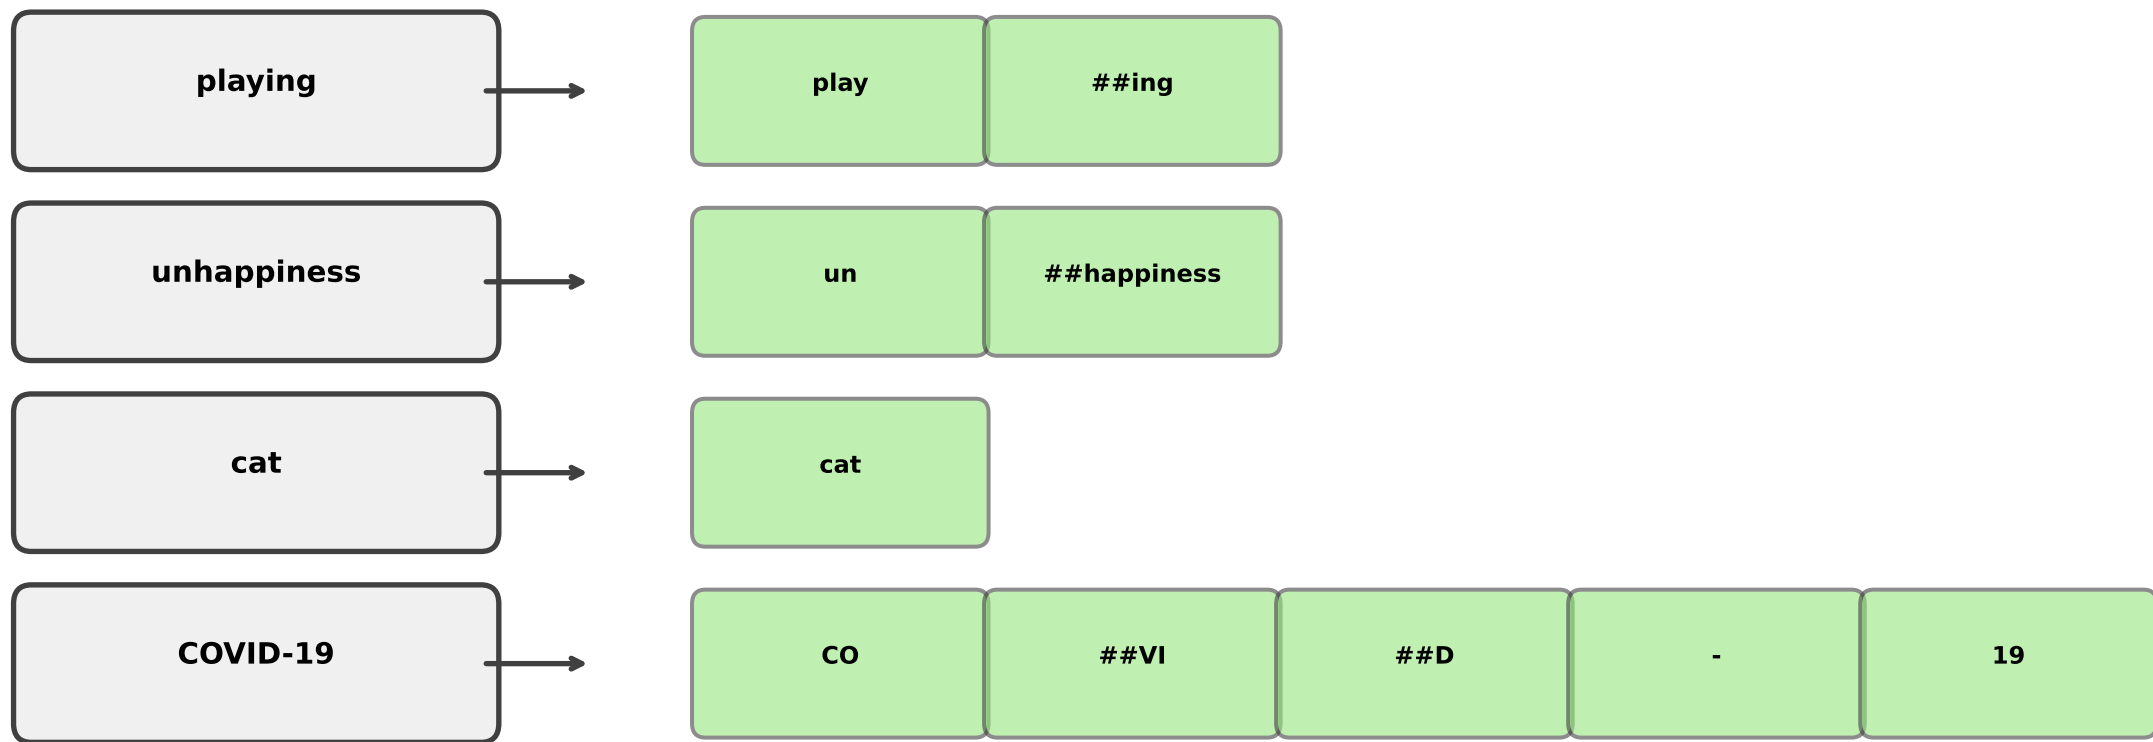 playing play ##ing
unhappiness un ##happiness
cat cat
COVID-19 CO ##VI ##D - 19